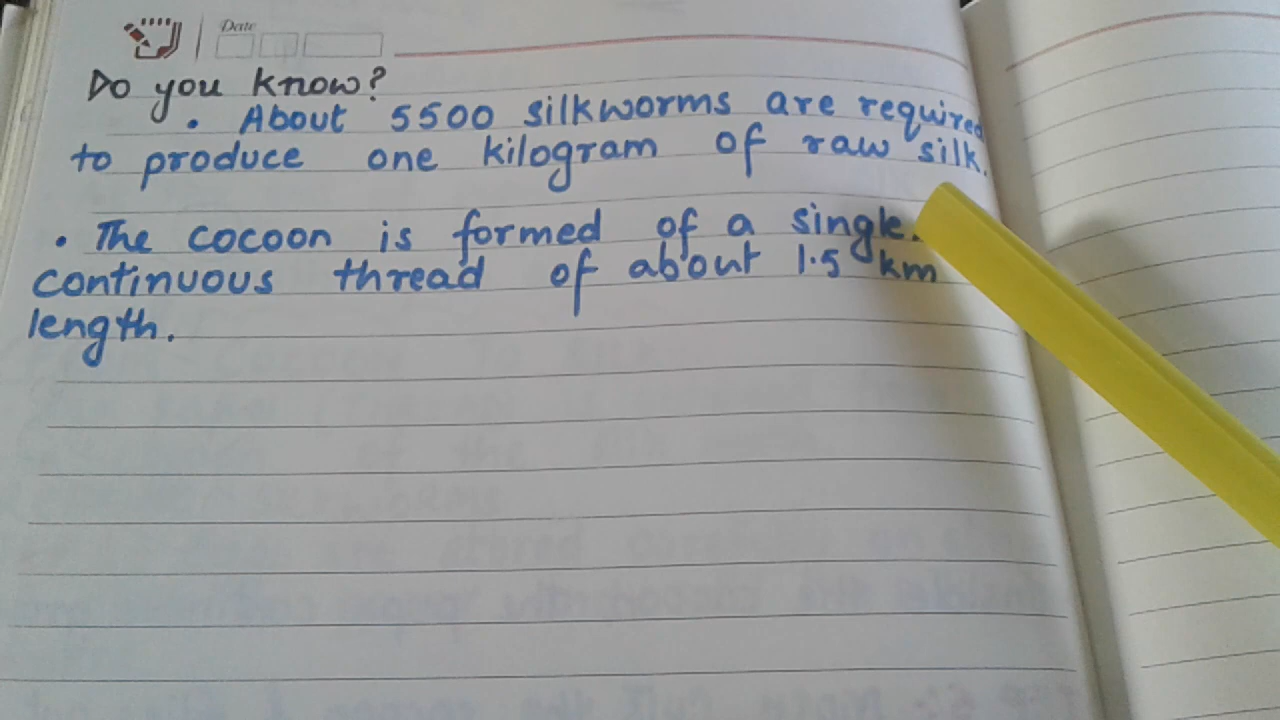 Date
Do you know?
. About 5500 silkworms are required
to produce one kilogram of raw silk.
. The cocoon is formed of a single
continuous thread of about 1.5 km
length.